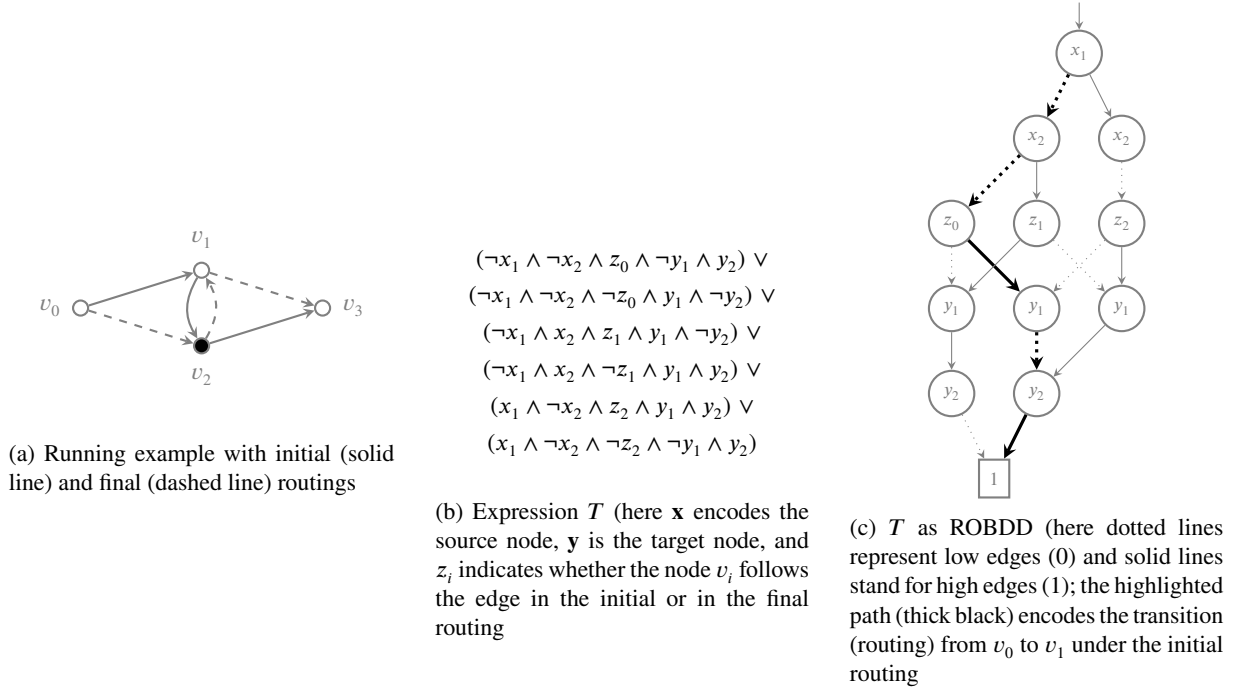 v₁
v₀
v₃
v₂
(a) Running example with initial (solid
line) and final (dashed line) routings
(¬x₁ ∧ ¬x₂ ∧ z₀ ∧ ¬y₁ ∧ y₂) ∨
(¬x₁ ∧ ¬x₂ ∧ ¬z₀ ∧ y₁ ∧ ¬y₂) ∨
(¬x₁ ∧ x₂ ∧ z₁ ∧ y₁ ∧ ¬y₂) ∨
(¬x₁ ∧ x₂ ∧ ¬z₁ ∧ y₁ ∧ y₂) ∨
(x₁ ∧ ¬x₂ ∧ z₂ ∧ y₁ ∧ y₂) ∨
(x₁ ∧ ¬x₂ ∧ ¬z₂ ∧ ¬y₁ ∧ y₂)
(b) Expression T (here x encodes the
source node, y is the target node, and
zᵢ indicates whether the node vᵢ follows
the edge in the initial or in the final
routing
x₁
x₂ x₂
z₀ z₁ z₂
y₁ y₁ y₁
y₂ y₂
1
(c) T as ROBDD (here dotted lines
represent low edges (0) and solid lines
stand for high edges (1); the highlighted
path (thick black) encodes the transition
(routing) from v₀ to v₁ under the initial
routing